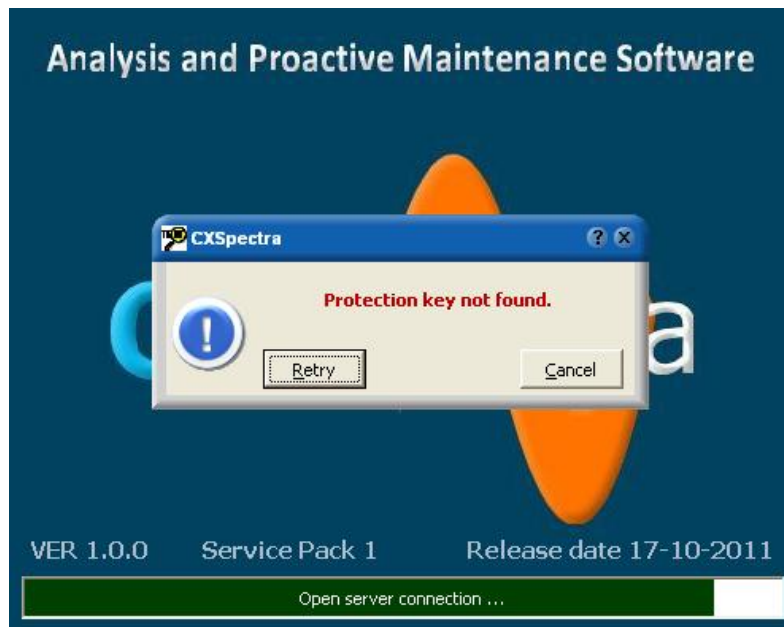 Analysis and Proactive Maintenance Software
CXSpectra
Protection key not found.
Retry
Cancel
a
VER 1.0.0 Service Pack 1 Release date 17-10-2011
Open server connection ...